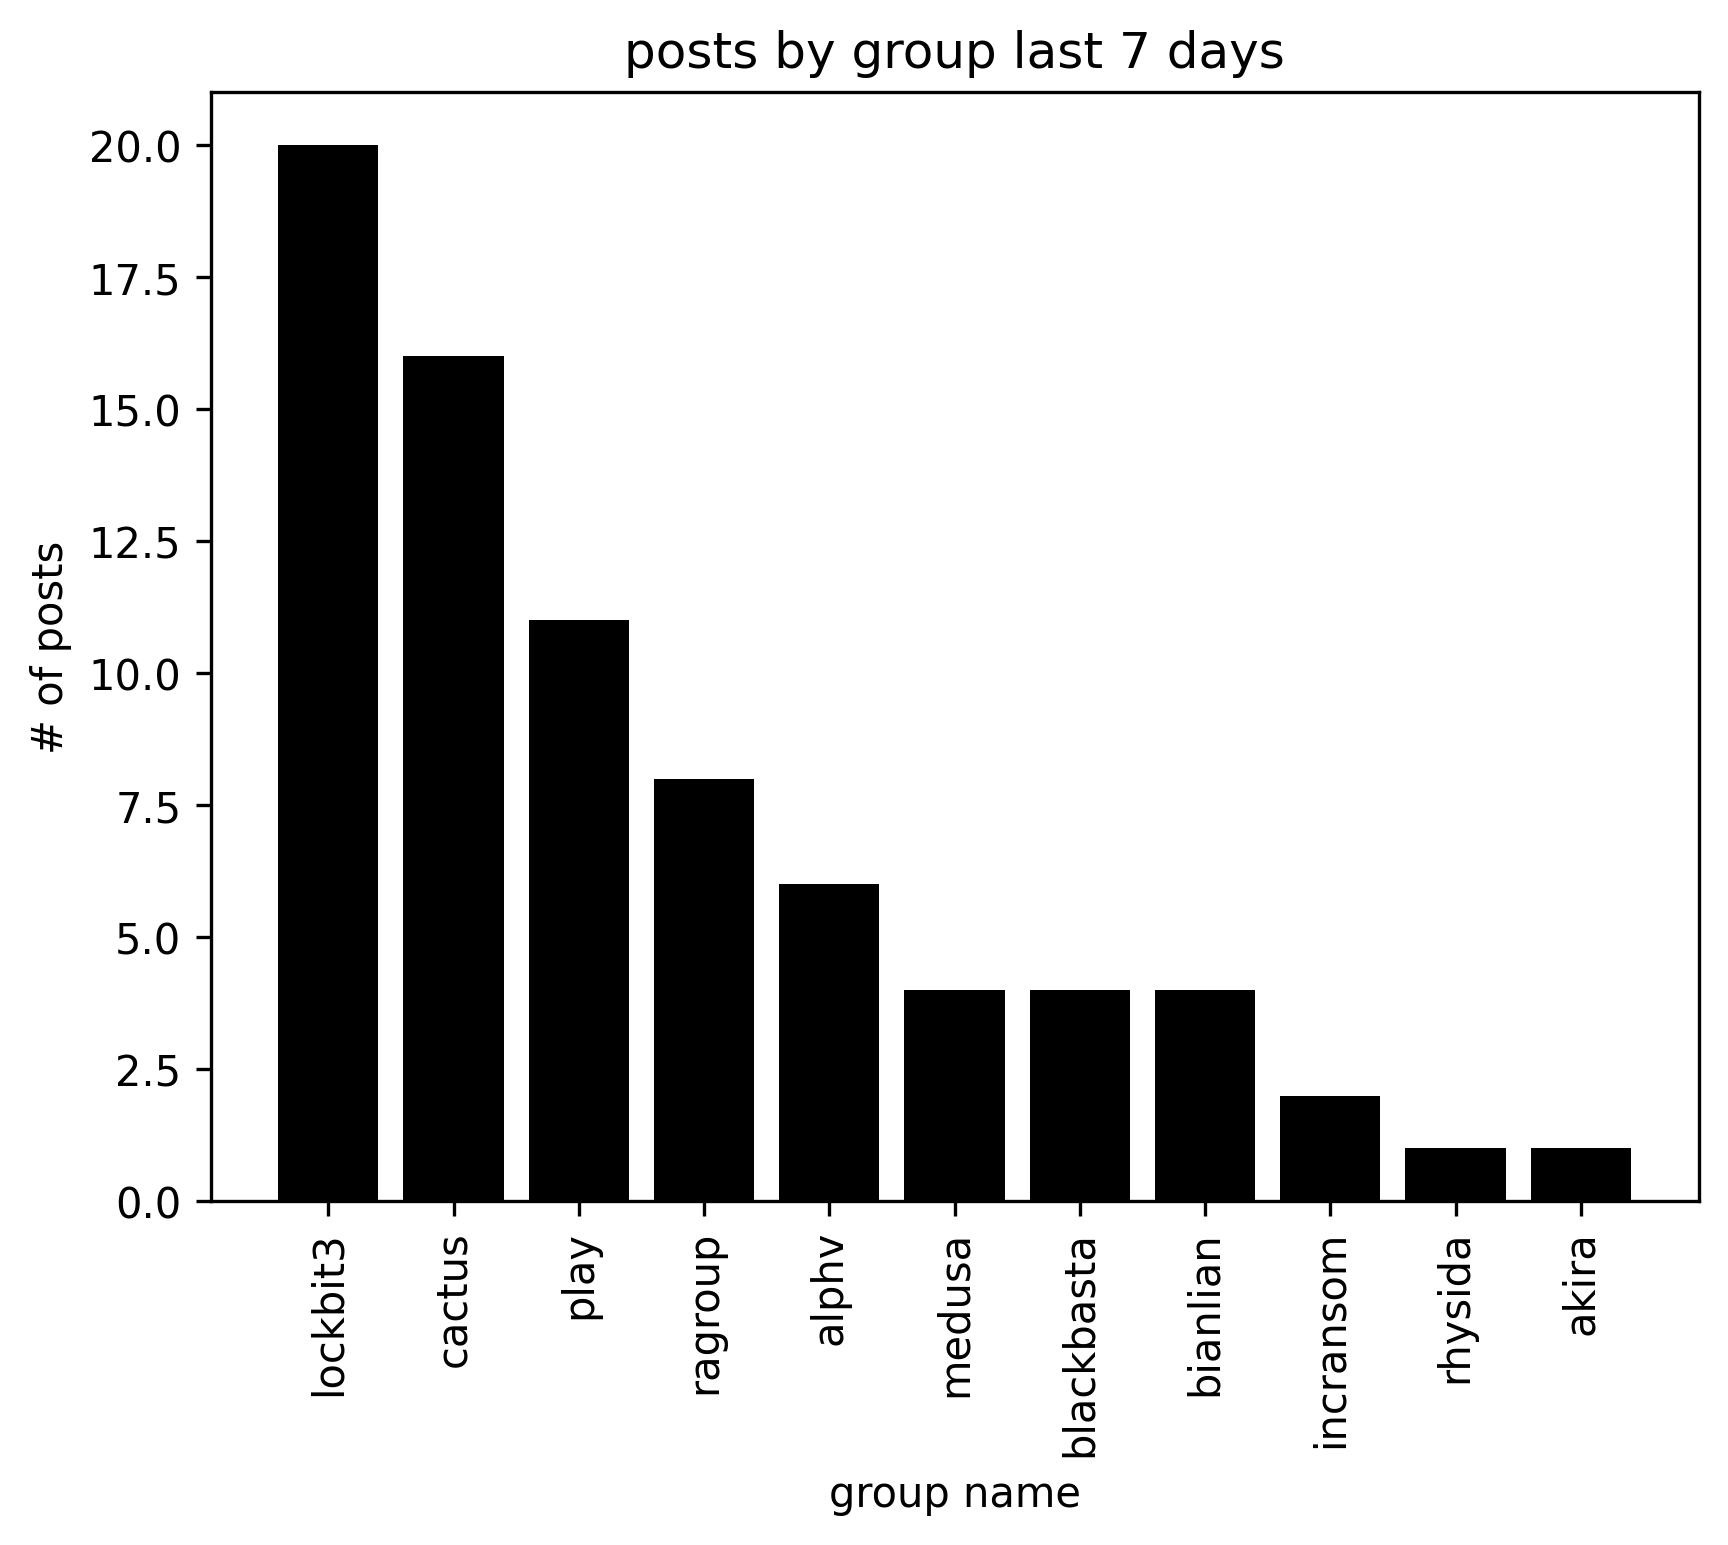 posts by group last 7 days
# of posts
20.0
17.5
15.0
12.5
10.0
7.5
5.0
2.5
0.0
lockbit3
cactus
play
ragroup
alphv
medusa
blackbasta
bianlian
incransom
rhysida
akira
group name